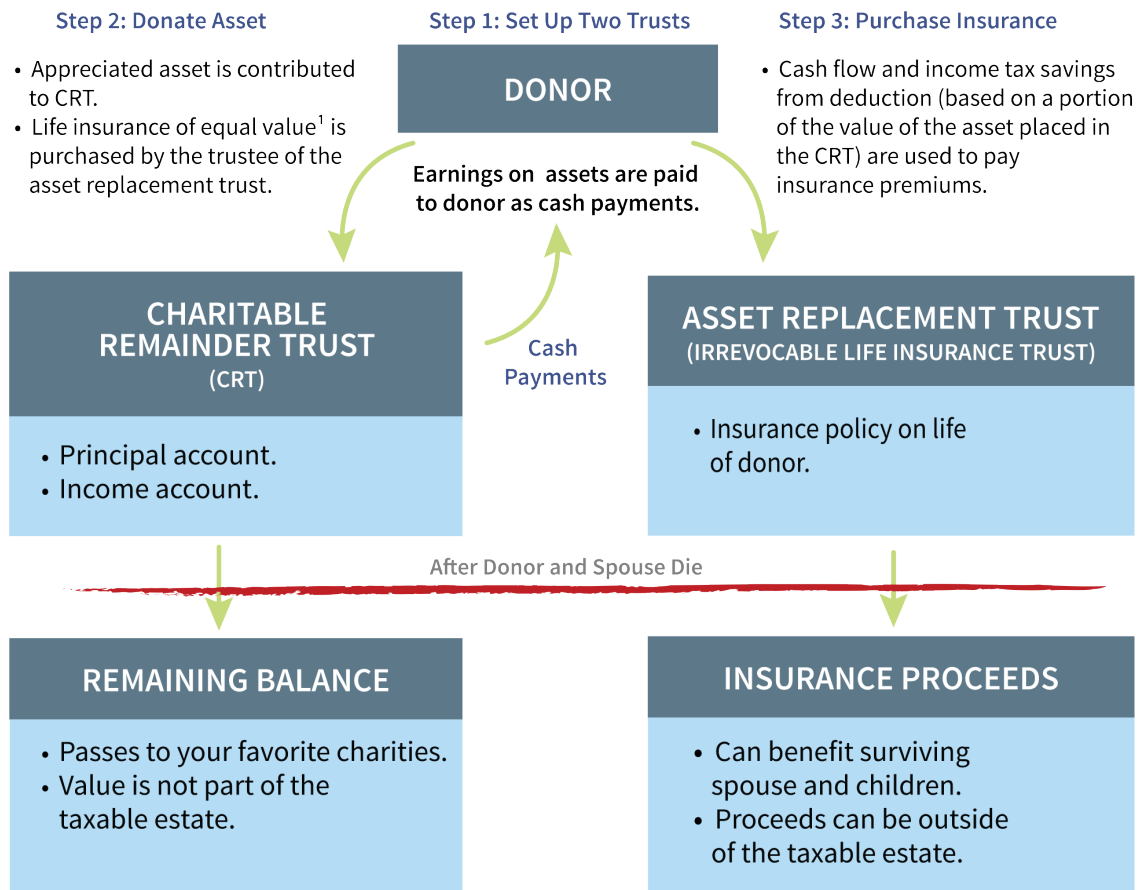 Step 2: Donate Asset
• Appreciated asset is contributed
to CRT.
• Life insurance of equal value¹ is
purchased by the trustee of the
asset replacement trust.
Step 1: Set Up Two Trusts
DONOR
Earnings on assets are paid
to donor as cash payments.
Step 3: Purchase Insurance
• Cash flow and income tax savings
from deduction (based on a portion
of the value of the asset placed in
the CRT) are used to pay
insurance premiums.
CHARITABLE
REMAINDER TRUST
(CRT)
• Principal account.
• Income account.
Cash
Payments
ASSET REPLACEMENT TRUST
(IRREVOCABLE LIFE INSURANCE TRUST)
• Insurance policy on life
of donor.
After Donor and Spouse Die
REMAINING BALANCE
• Passes to your favorite charities.
• Value is not part of the
taxable estate.
INSURANCE PROCEEDS
• Can benefit surviving
spouse and children.
• Proceeds can be outside
of the taxable estate.